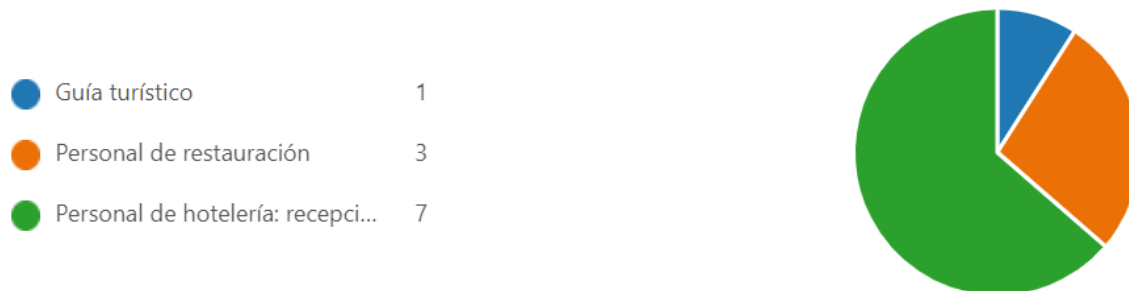 Guía turístico 1
Personal de restauración 3
Personal de hotelería: recepci... 7